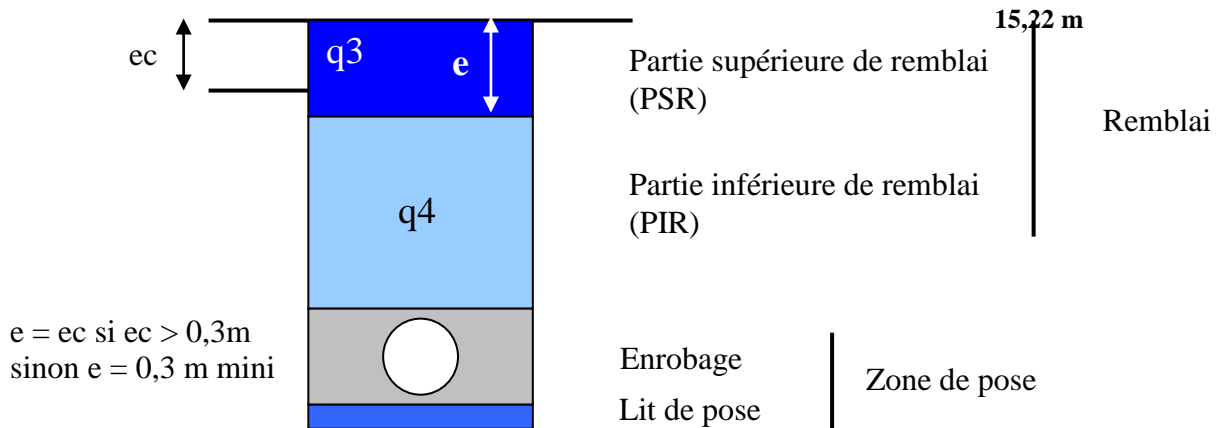 15,22 m
ec
q3
e
Partie supérieure de remblai
(PSR)
Remblai
Partie inférieure de remblai
(PIR)
q4
e = ec si ec > 0,3m
sinon e = 0,3 m mini
Enrobage
Zone de pose
Lit de pose